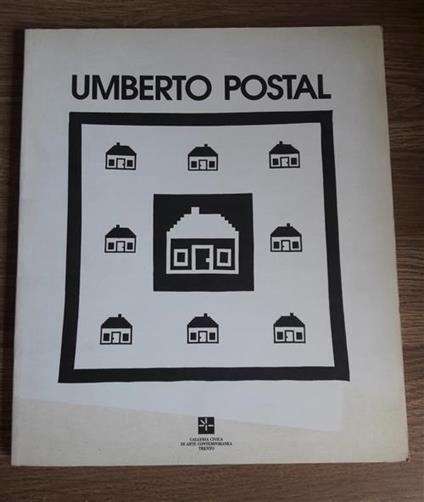 UMBERTO POSTAL
GALLERIA CIVICA
DI ARTE CONTEMPORANEA
TRENTO